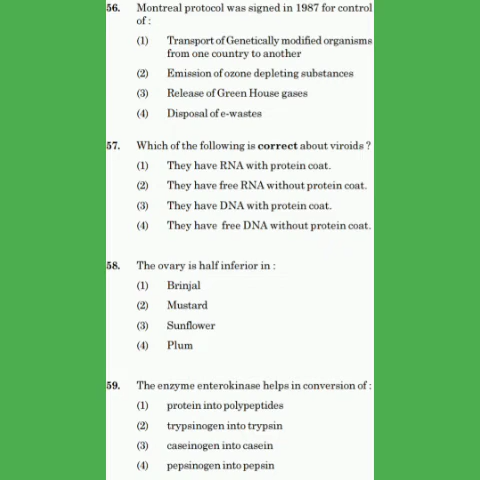 56. Montreal protocol was signed in 1987 for control
of :
(1) Transport of Genetically modified organisms
from one country to another
(2) Emission of ozone depleting substances
(3) Release of Green House gases
(4) Disposal of e-wastes
57. Which of the following is correct about viroids ?
(1) They have RNA with protein coat.
(2) They have free RNA without protein coat.
(3) They have DNA with protein coat.
(4) They have free DNA without protein coat.
58. The ovary is half inferior in :
(1) Brinjal
(2) Mustard
(3) Sunflower
(4) Plum
59. The enzyme enterokinase helps in conversion of :
(1) protein into polypeptides
(2) trypsinogen into trypsin
(3) caseinogen into casein
(4) pepsinogen into pepsin